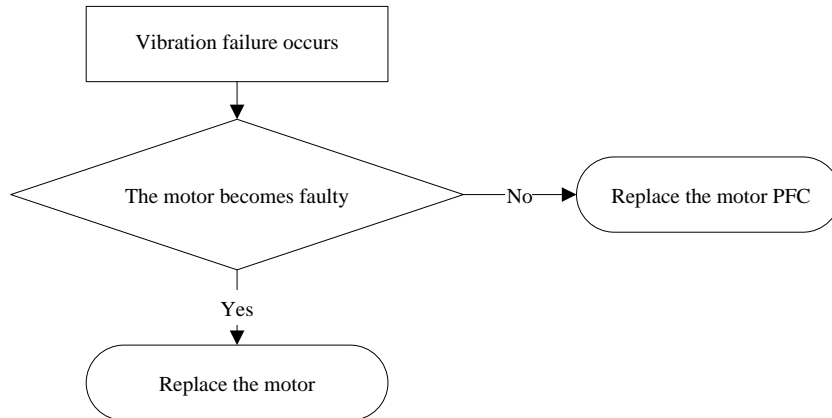 Vibration failure occurs
The motor becomes faulty
No
Replace the motor PFC
Yes
Replace the motor